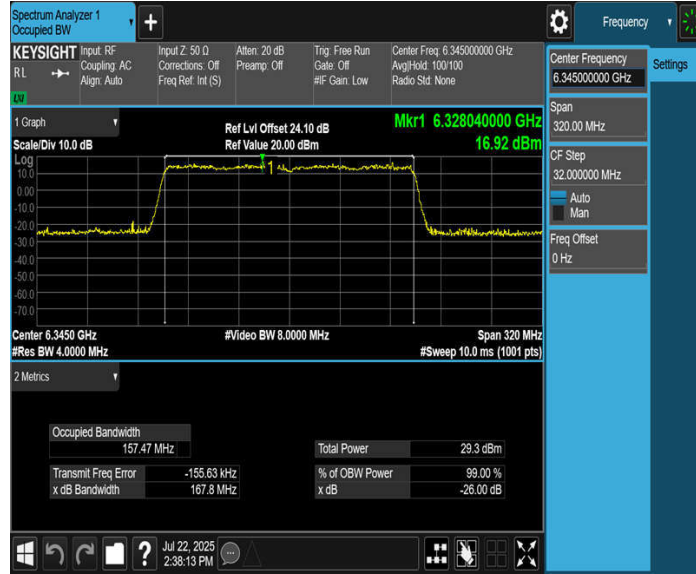 Spectrum Analyzer 1
Occupied BW
Frequency
KEYSIGHT
RL
Input: RF
Coupling: AC
Align: Auto
Input Z: 50 Ω
Corrections: Off
Freq Ref: Int (S)
Atten: 20 dB
Preamp: Off
Trig: Free Run
Gate: Off
#IF Gain: Low
Center Freq: 6.345000000 GHz
Avg|Hold: 100/100
Radio Std: None
1 Graph
Scale/Div 10.0 dB
Ref Lvl Offset 24.10 dB
Ref Value 20.00 dBm
Mkr1 6.328040000 GHz
16.92 dBm
Log
10.0
0.00
-10.0
-20.0
-30.0
-40.0
-50.0
-60.0
-70.0
1
Center 6.3450 GHz
#Res BW 4.0000 MHz
#Video BW 8.0000 MHz
Span 320 MHz
#Sweep 10.0 ms (1001 pts)
2 Metrics
Occupied Bandwidth
157.47 MHz
Total Power 29.3 dBm
Transmit Freq Error -155.63 kHz
% of OBW Power 99.00 %
x dB Bandwidth 167.8 MHz
x dB -26.00 dB
Center Frequency
6.345000000 GHz
Settings
Span
320.00 MHz
CF Step
32.000000 MHz
Auto
Man
Freq Offset
0 Hz
?
Jul 22, 2025
2:38:13 PM